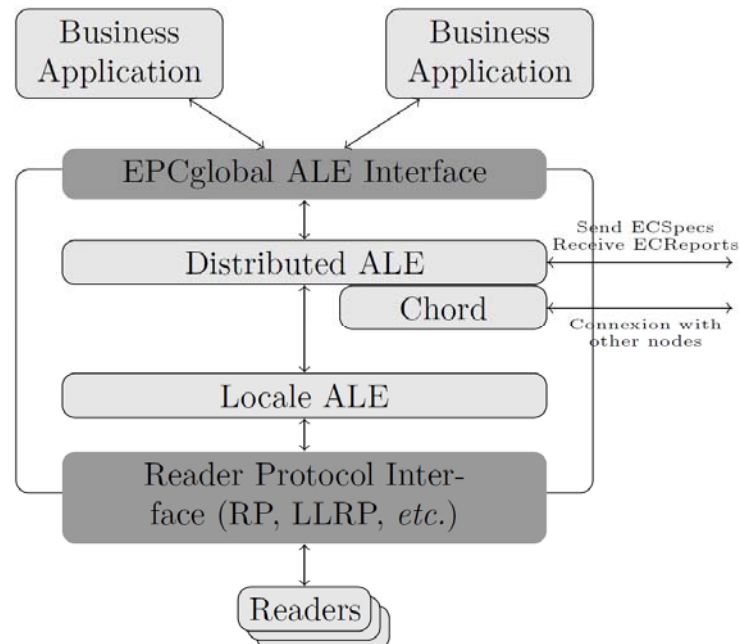 Business
Application
Business
Application
EPCglobal ALE Interface
Send ECSpecs
Receive ECReports
Distributed ALE
Chord
Connexion with
other nodes
Locale ALE
Reader Protocol Inter-
face (RP, LLRP, etc.)
Readers